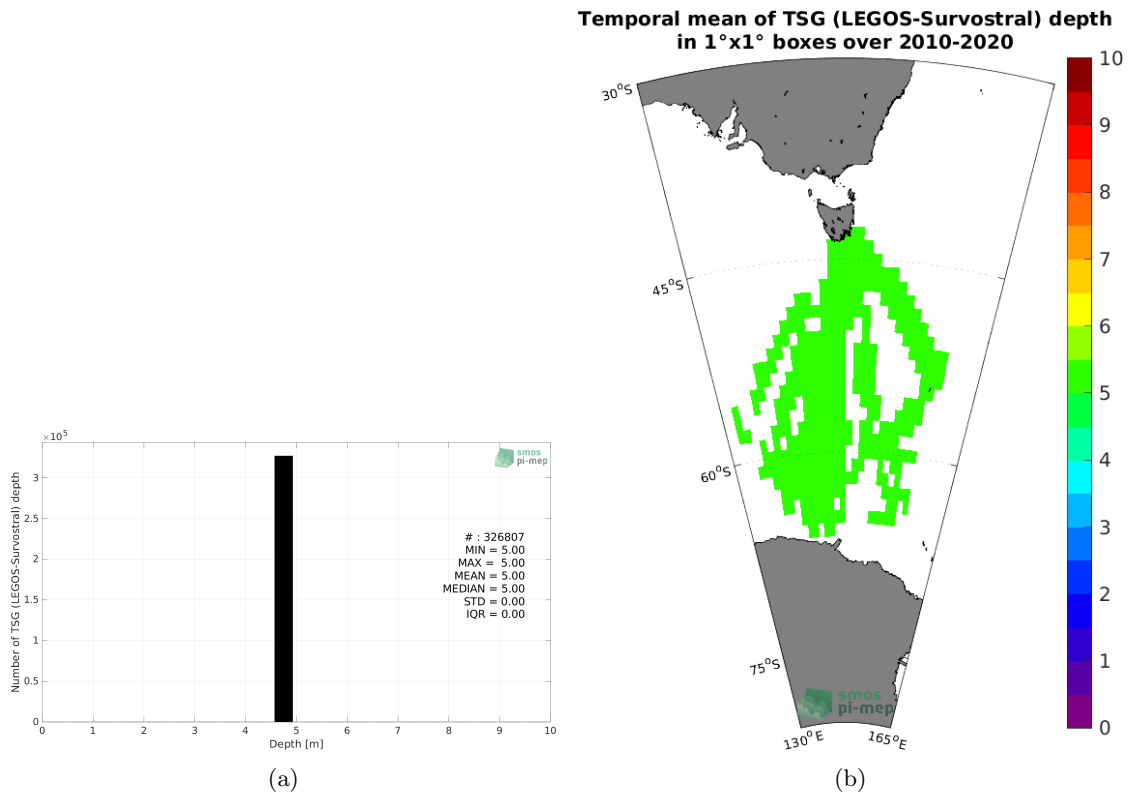 Temporal mean of TSG (LEGOS-Survostral) depth
in 1°x1° boxes over 2010-2020
×10⁵
3
2.5
2
1.5
1
0.5
0
Number of TSG (LEGOS-Survostral) depth
smos
pi-mep
# : 326807
MIN = 5.00
MAX = 5.00
MEAN = 5.00
MEDIAN = 5.00
STD = 0.00
IQR = 0.00
0 1 2 3 4 5 6 7 8 9 10
Depth [m]
(a)
30°S
45°S
60°S
75°S
130°E
165°E
smos
pi-mep
10
9
8
7
6
5
4
3
2
1
0
(b)